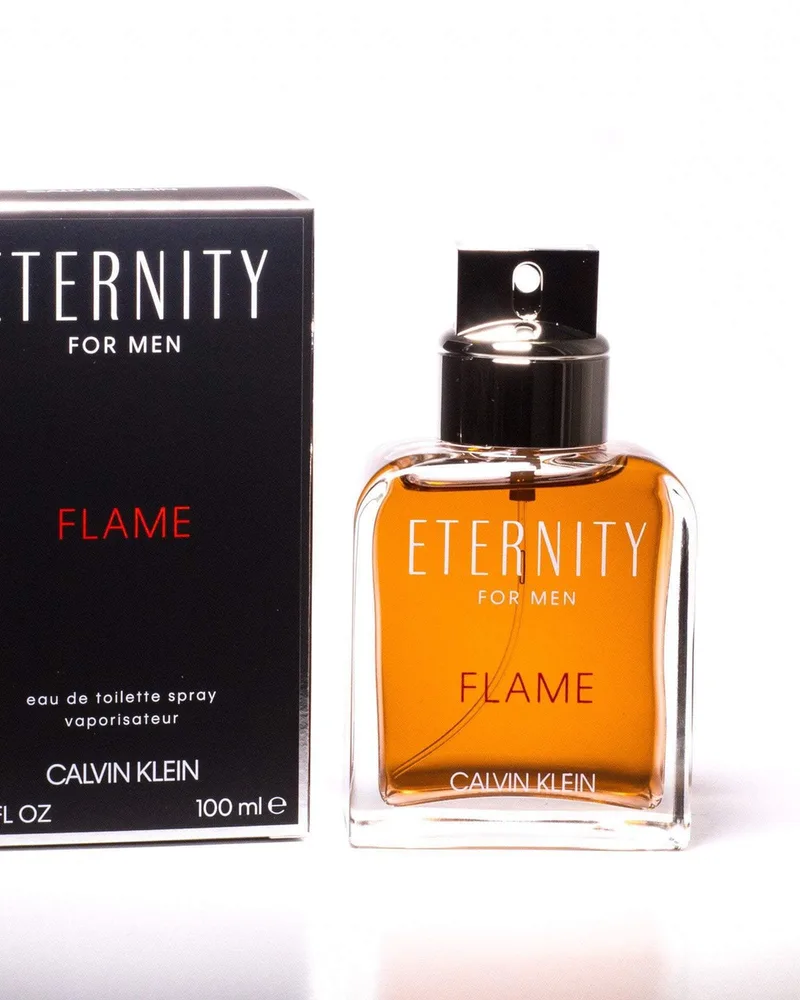 ETERNITY
FOR MEN
FLAME
eau de toilette spray
vaporisateur
CALVIN KLEIN
FL OZ
100 ml ℮
ETERNITY
FOR MEN
FLAME
CALVIN KLEIN